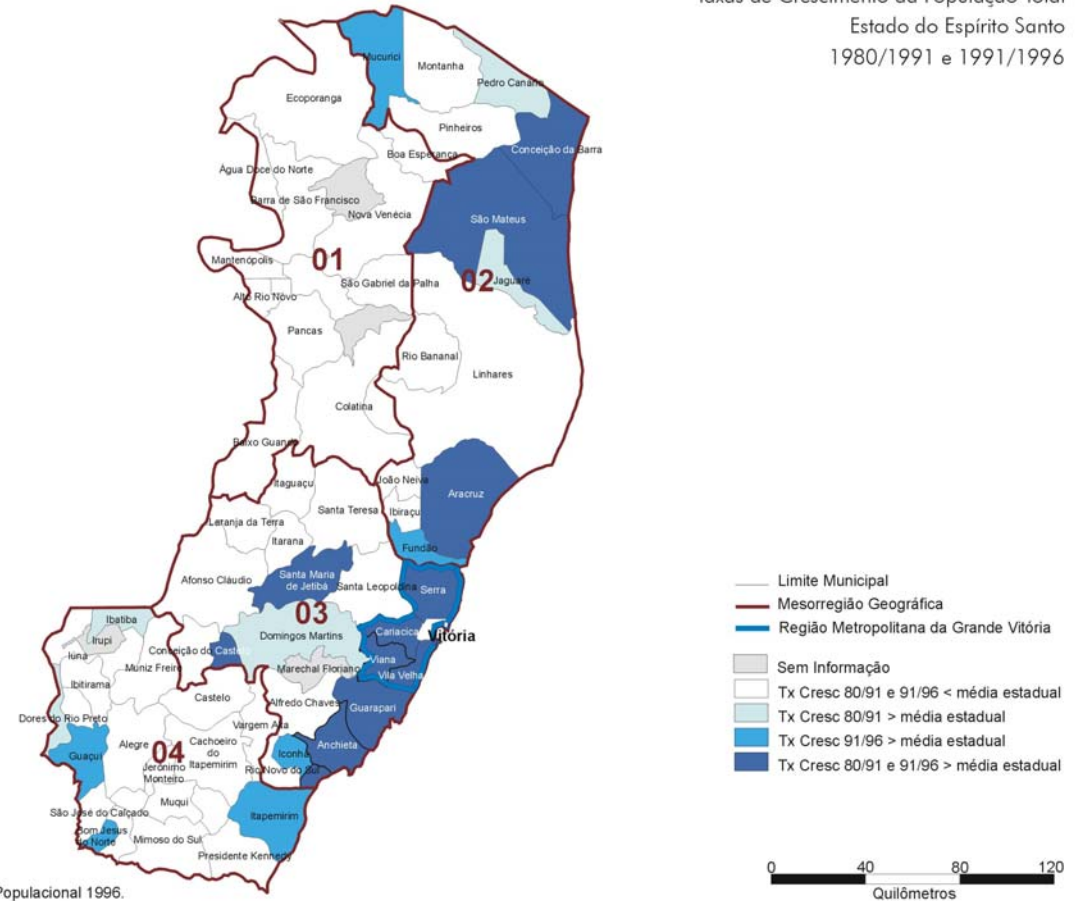 Taxas de Crescimento da População Total
Estado do Espírito Santo
1980/1991 e 1991/1996
Mucurici
Montanha
Pedro Canário
Ecoporanga
Pinheiros
Conceição da Barra
Boa Esperança
Água Doce do Norte
Barra de São Francisco
Nova Venécia
São Mateus
Mantenópolis
01
02
Jaguaré
São Gabriel da Palha
Alto Rio Novo
Pancas
Rio Bananal
Linhares
Colatina
Baixo Guandu
Itaguaçu
João Neiva
Aracruz
Santa Teresa
Ibiraçu
Laranja da Terra
Itarana
Fundão
Afonso Cláudio
Santa Maria
de Jetibá
Santa Leopoldina
Serra
03
Ibatiba
Domingos Martins
Cariacica
Vitória
Irupi
Iúna
Conceição do Castelo
Viana
Muniz Freire
Marechal Floriano
Vila Velha
Ibitirama
Castelo
Alfredo Chaves
Guarapari
Dores do Rio Preto
Vargem Alta
Alegre
04
Cachoeiro
do
Itapemirim
Anchieta
Guaçui
Iconha
Jerônimo
Monteiro
Rio Novo do Sul
Muqui
São José do Calçado
Itapemirim
Bom Jesus
do Norte
Mimoso do Sul
Presidente Kennedy
Limite Municipal
Mesorregião Geográfica
Região Metropolitana da Grande Vitória
Sem Informação
Tx Cresc 80/91 e 91/96 < média estadual
Tx Cresc 80/91 > média estadual
Tx Cresc 91/96 > média estadual
Tx Cresc 80/91 e 91/96 > média estadual
0 40 80 120
Quilômetros
Populacional 1996.